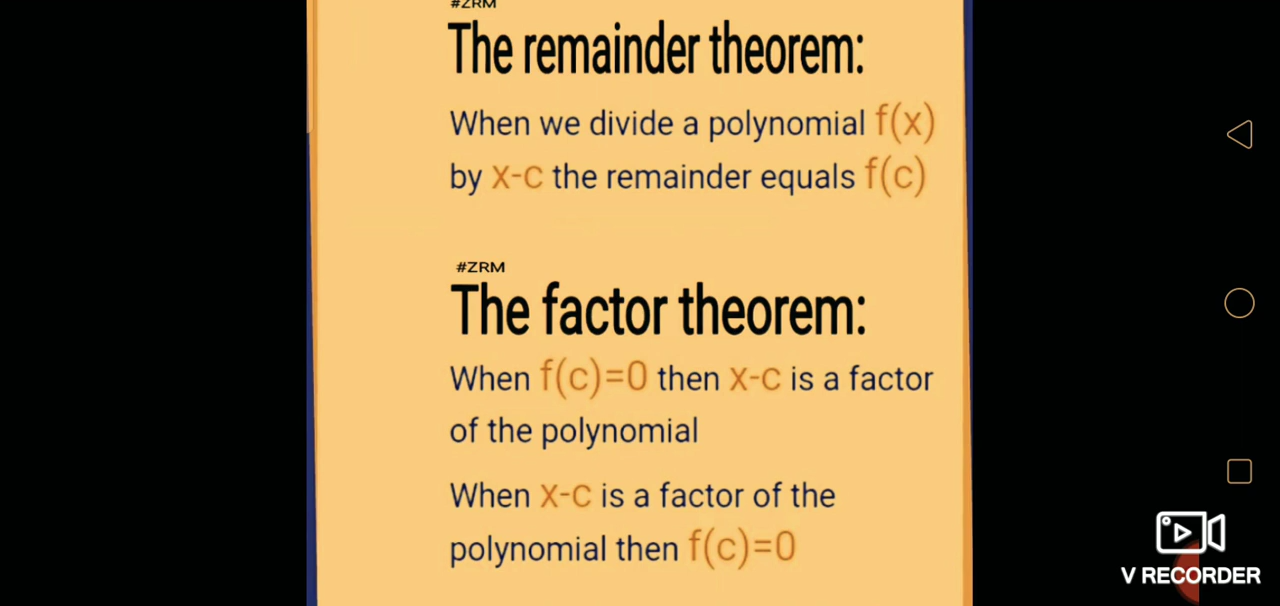 #ZRM
The remainder theorem:
When we divide a polynomial f(x)
by x-c the remainder equals f(c)
#ZRM
The factor theorem:
When f(c)=0 then x-c is a factor
of the polynomial
When x-c is a factor of the
polynomial then f(c)=0
V RECORDER